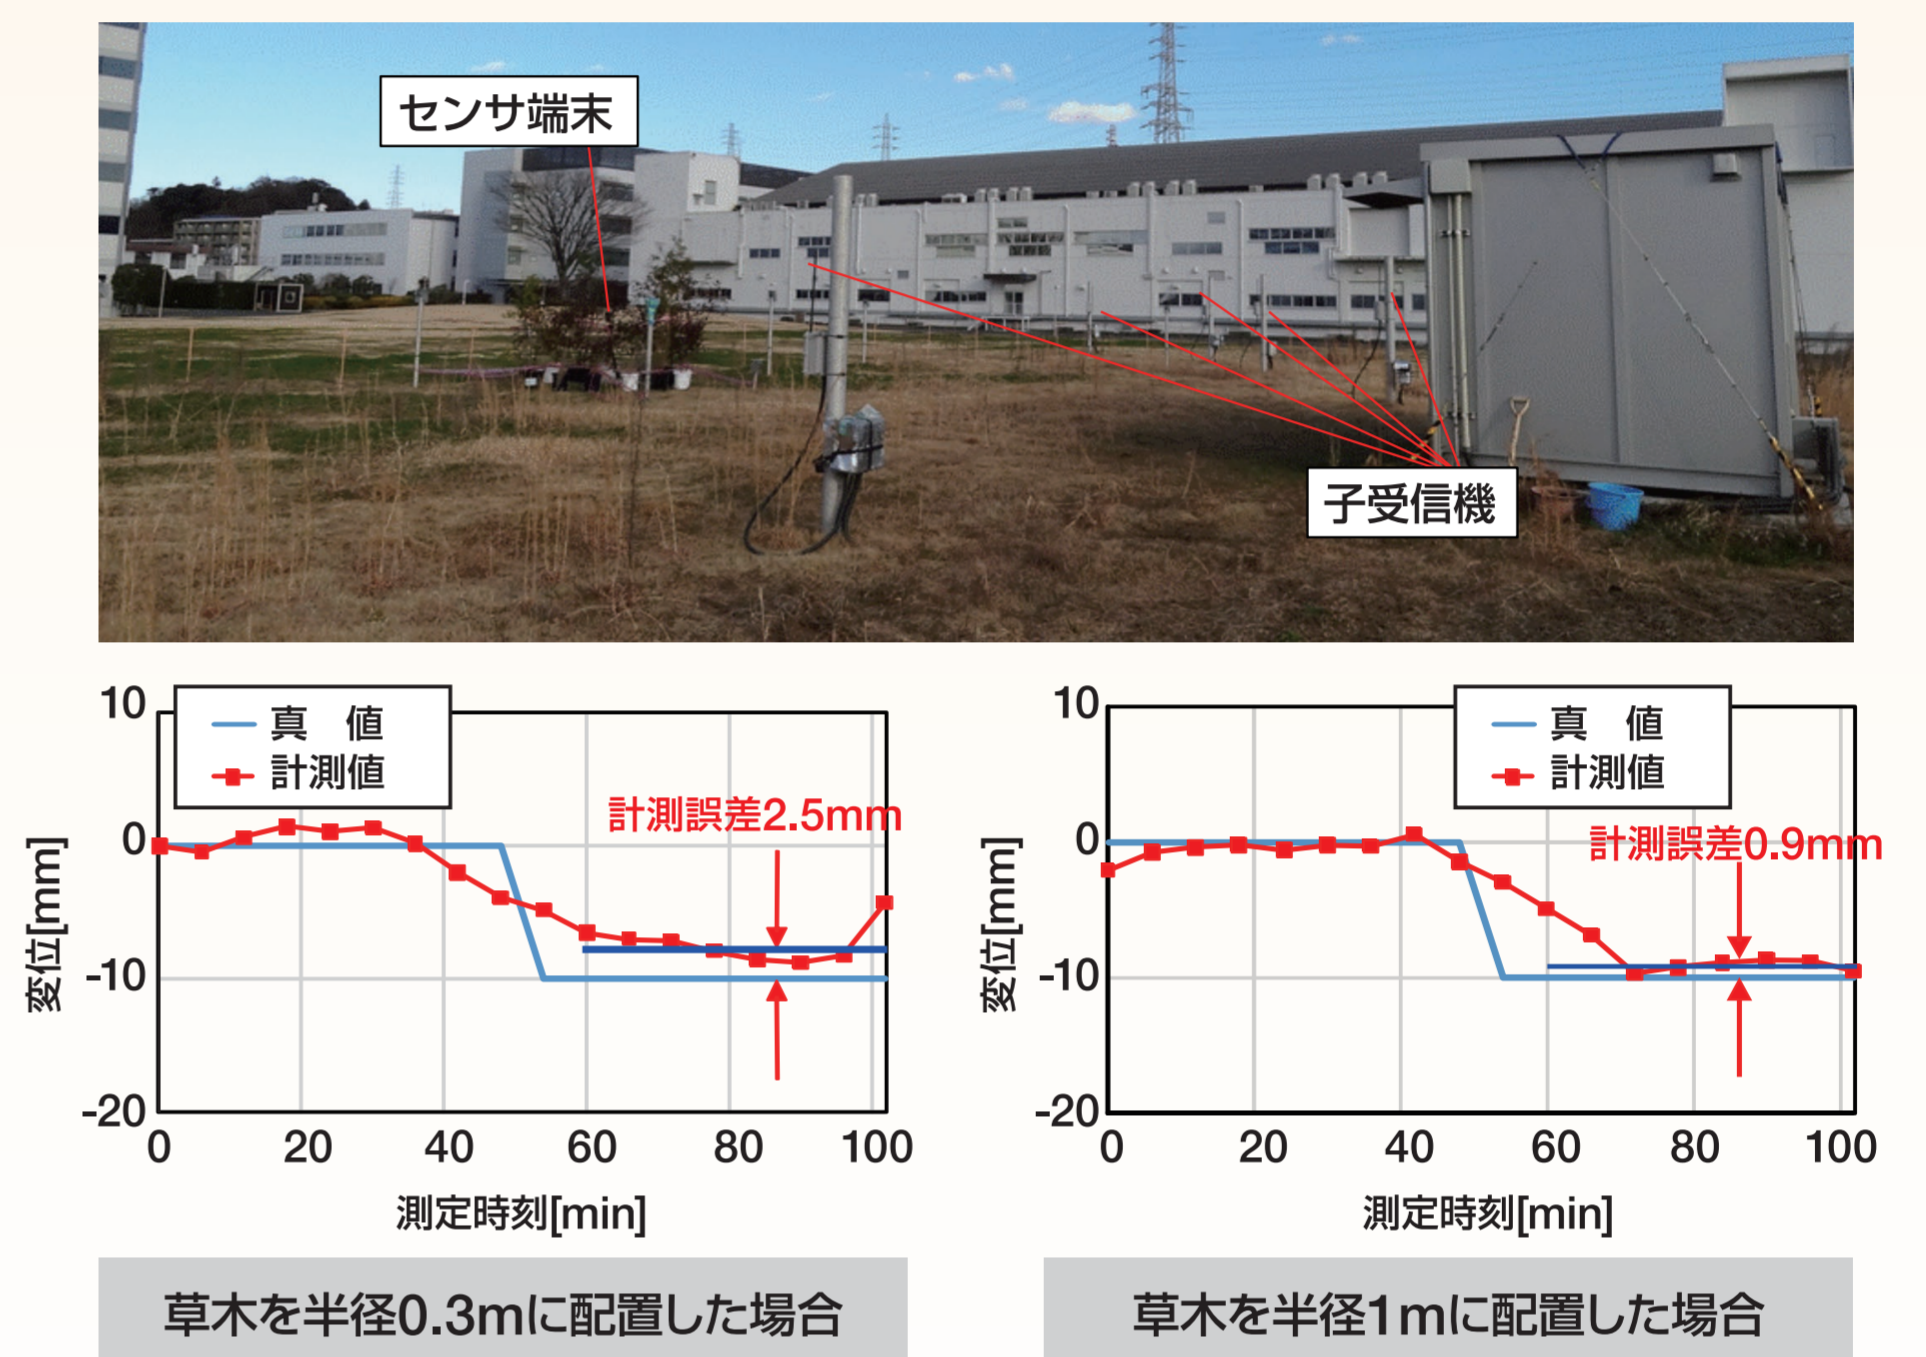 センサ端末
子受信機
10
0
-10
-20
変位[mm]
真　値
計測値
計測誤差2.5mm
0 20 40 60 80 100
測定時刻[min]
草木を半径0.3mに配置した場合
10
0
-10
-20
変位[mm]
真　値
計測値
計測誤差0.9mm
0 20 40 60 80 100
測定時刻[min]
草木を半径1mに配置した場合